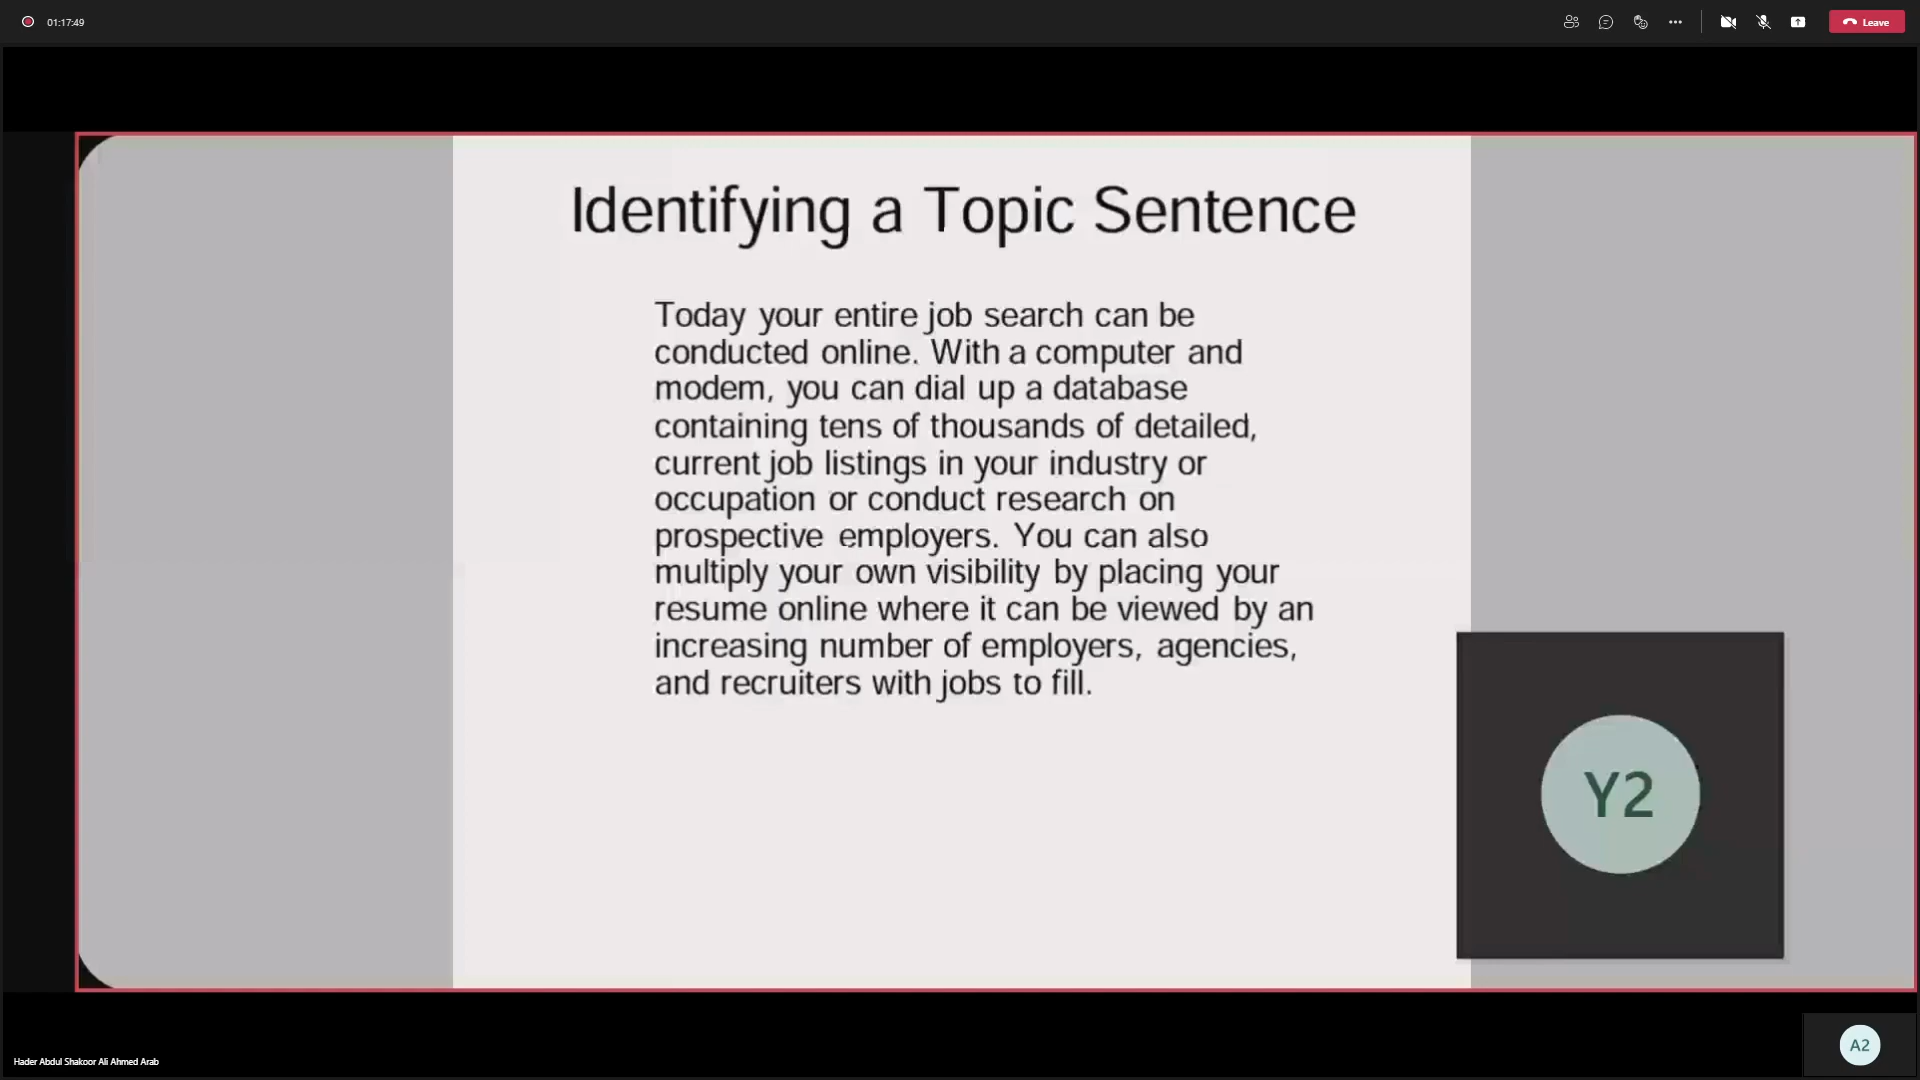 01:17:49
Leave
Identifying a Topic Sentence
Today your entire job search can be
conducted online. With a computer and
modem, you can dial up a database
containing tens of thousands of detailed,
current job listings in your industry or
occupation or conduct research on
prospective employers. You can also
multiply your own visibility by placing your
resume online where it can be viewed by an
increasing number of employers, agencies,
and recruiters with jobs to fill.
Y2
A2
Hader Abdul Shakoor Ali Ahmed Arab